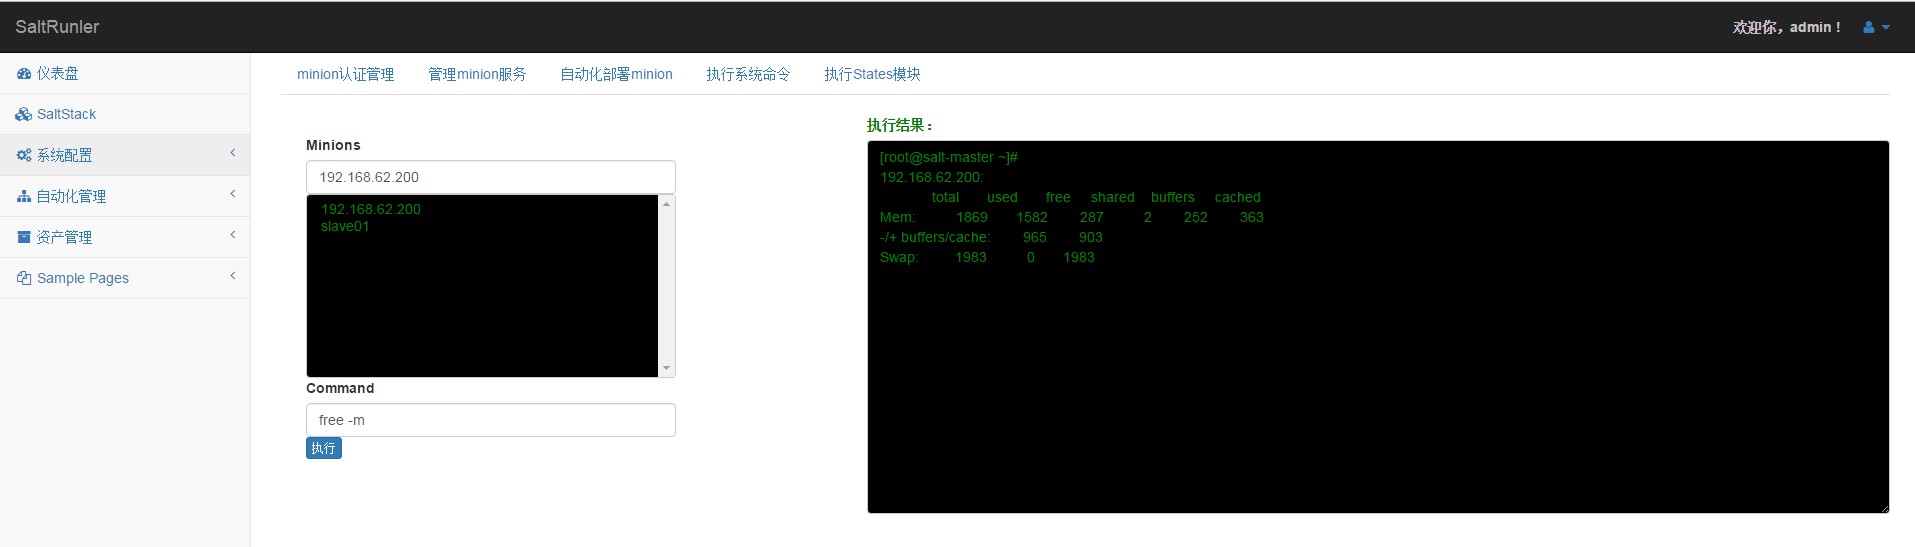 SaltRunler
欢迎你，admin！
仪表盘
SaltStack
系统配置
自动化管理
资产管理
Sample Pages
minion认证管理 管理minion服务 自动化部署minion 执行系统命令 执行States模块
Minions
192.168.62.200
192.168.62.200
slave01
Command
free -m
执行
执行结果：
[root@salt-master ~]#
192.168.62.200:
total used free shared buffers cached
Mem: 1869 1582 287 2 252 363
-/+ buffers/cache: 965 903
Swap: 1983 0 1983